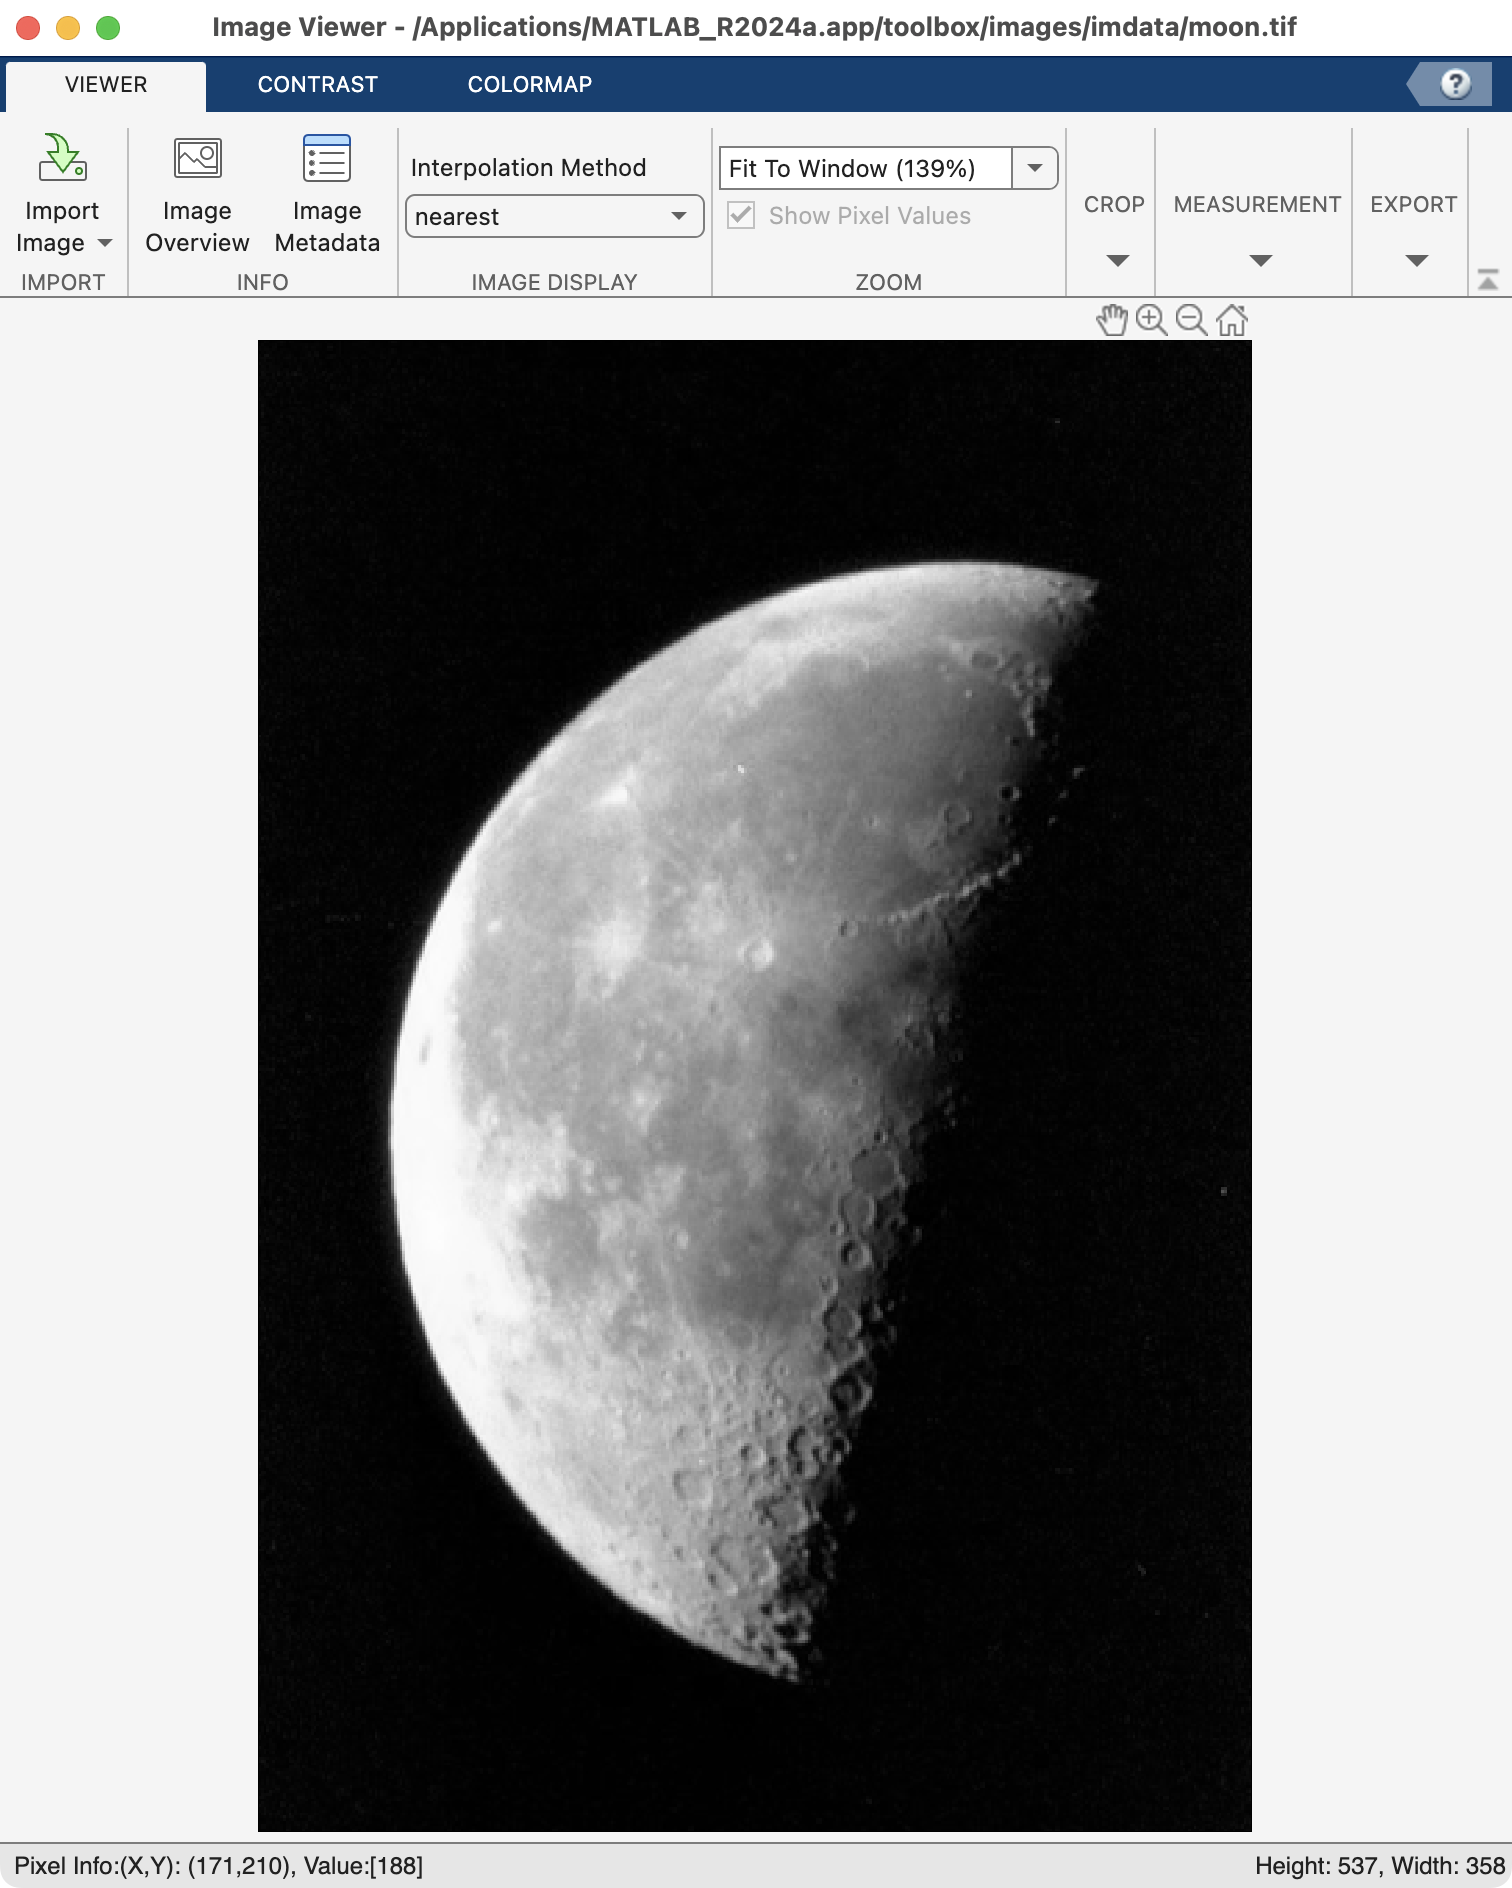 Image Viewer - /Applications/MATLAB_R2024a.app/toolbox/images/imdata/moon.tif
VIEWER CONTRAST COLORMAP ?
Import Image
Image Overview
Image Metadata
Interpolation Method
nearest
Fit To Window (139%)
Show Pixel Values
CROP MEASUREMENT EXPORT
IMPORT INFO IMAGE DISPLAY ZOOM
Pixel Info:(X,Y): (171,210), Value:[188] Height: 537, Width: 358